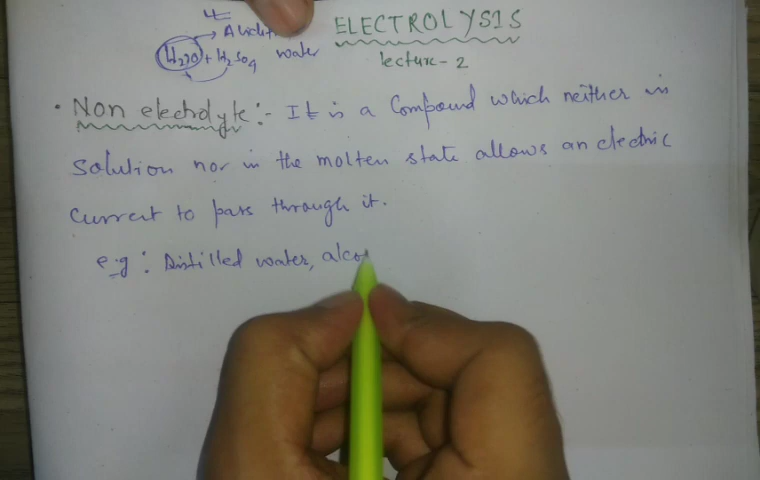 ELECTROLYSIS
lecture - 2
H2O + H2SO4
water
• Non electrolyte :- It is a Compound which neither in
solution nor in the molten state allows an electric
current to pass through it.
e.g : Distilled water, alco